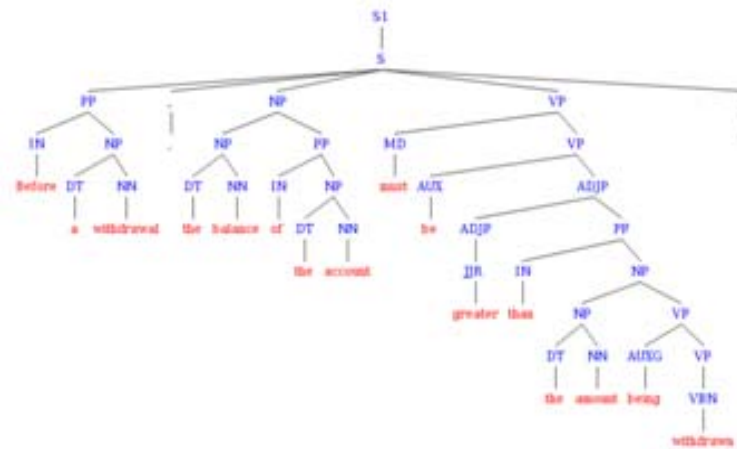 S1
S
PP , NP VP
IN NP NP PP MD VP
Before DT NN DT NN IN NP must AUX ADJP
a withdrawal the balance of DT NN be ADJP PP
the account JJR IN NP
greater than NP VP
DT NN AUXG VP
the amount being VBN
withdrawn